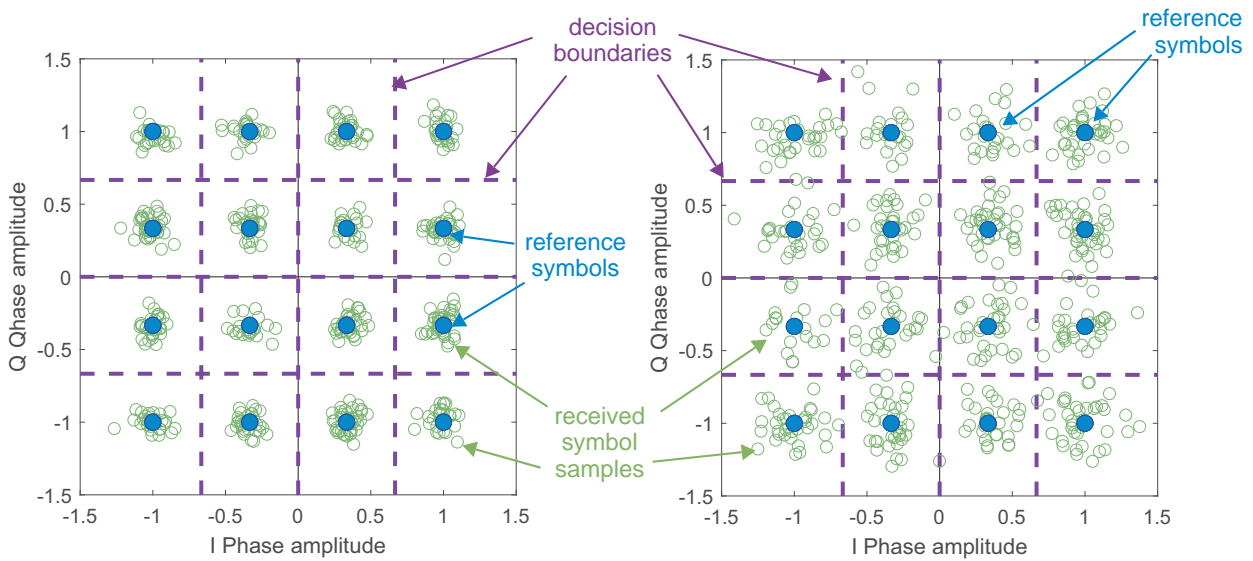 decision
boundaries
reference
symbols
1.5
1
0.5
0
-0.5
-1
-1.5
Q Qhase amplitude
-1.5
-1
-0.5
0
0.5
1
1.5
I Phase amplitude
reference
symbols
received
symbol
samples
1.5
1
0.5
0
-0.5
-1
-1.5
Q Qhase amplitude
-1.5
-1
-0.5
0
0.5
1
1.5
I Phase amplitude